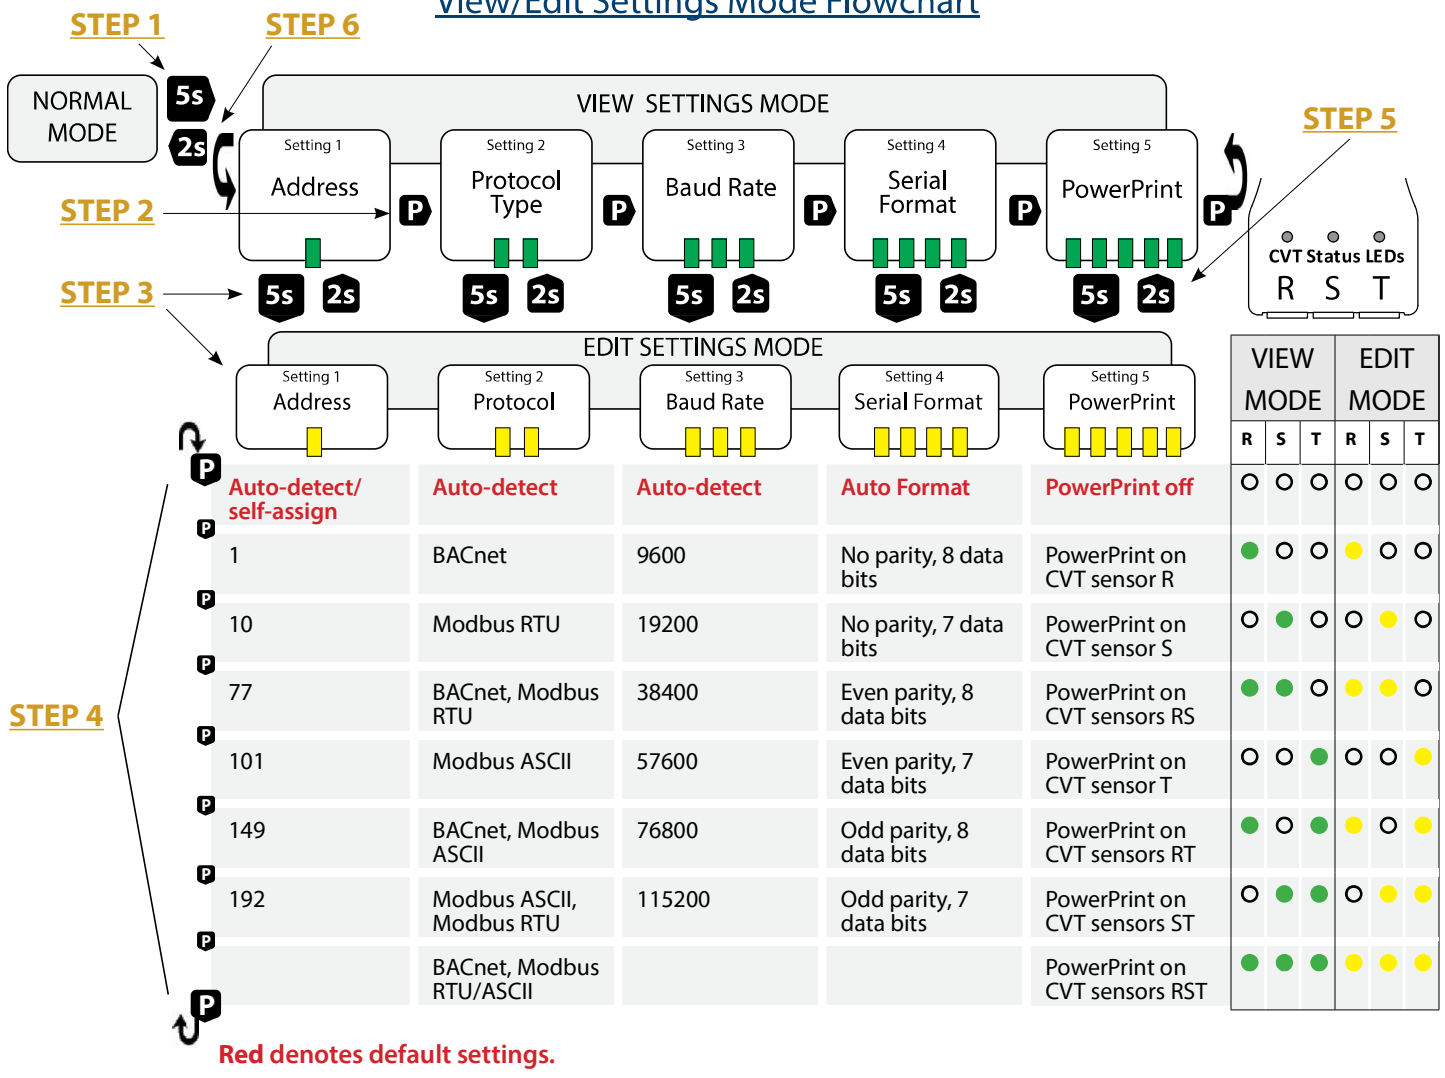 View/Edit Settings Mode Flowchart
STEP 1
STEP 6
NORMAL
MODE
5s
2s
VIEW SETTINGS MODE
STEP 5
Setting 1
Address
Setting 2
Protocol
Type
Setting 3
Baud Rate
Setting 4
Serial
Format
Setting 5
PowerPrint
STEP 2
P
P
P
P
P
CVT Status LEDs
R S T
STEP 3
5s 2s
5s 2s
5s 2s
5s 2s
5s 2s
EDIT SETTINGS MODE
Setting 1
Address
Setting 2
Protocol
Setting 3
Baud Rate
Setting 4
Serial Format
Setting 5
PowerPrint
VIEW
MODE
EDIT
MODE
R S T R S T
P
Auto-detect/
self-assign
Auto-detect
Auto-detect
Auto Format
PowerPrint off
P
1
BACnet
9600
No parity, 8 data
bits
PowerPrint on
CVT sensor R
P
10
Modbus RTU
19200
No parity, 7 data
bits
PowerPrint on
CVT sensor S
P
STEP 4
77
BACnet, Modbus
RTU
38400
Even parity, 8
data bits
PowerPrint on
CVT sensors RS
P
101
Modbus ASCII
57600
Even parity, 7
data bits
PowerPrint on
CVT sensor T
P
149
BACnet, Modbus
ASCII
76800
Odd parity, 8
data bits
PowerPrint on
CVT sensors RT
P
192
Modbus ASCII,
Modbus RTU
115200
Odd parity, 7
data bits
PowerPrint on
CVT sensors ST
P
BACnet, Modbus
RTU/ASCII
PowerPrint on
CVT sensors RST
P
Red denotes default settings.